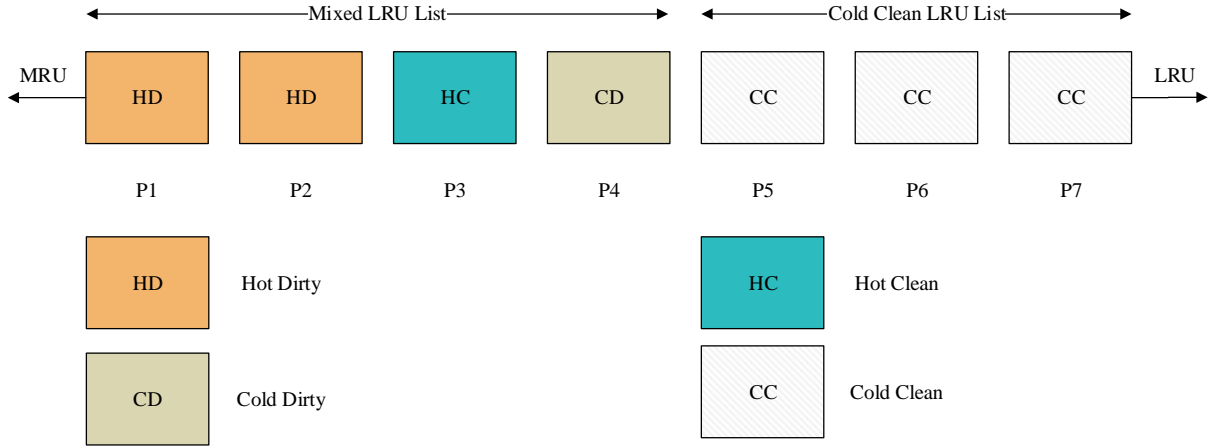 Mixed LRU List Cold Clean LRU List
MRU HD HD HC CD CC CC CC LRU
P1 P2 P3 P4 P5 P6 P7
HD Hot Dirty HC Hot Clean
CD Cold Dirty CC Cold Clean